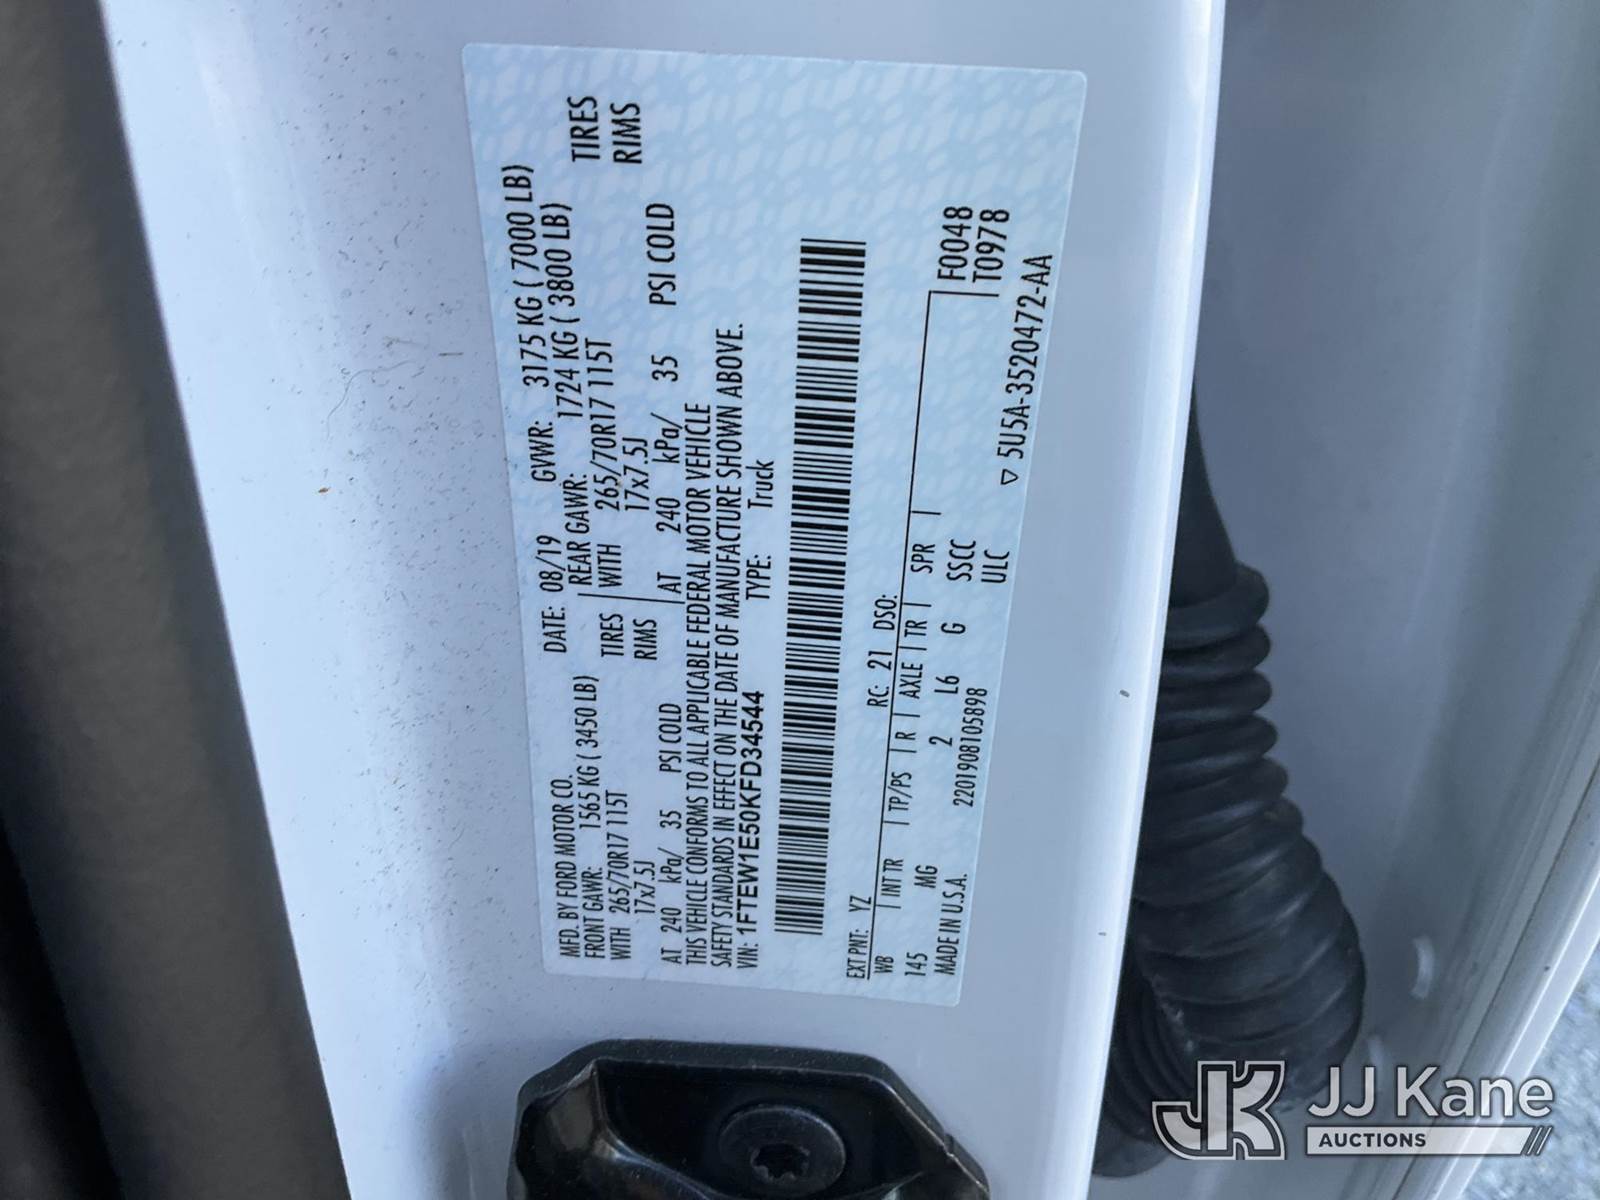 MFD. BY FORD MOTOR CO.
DATE: 08/19 GVWR: 3175 KG ( 7000 LB)
FRONT GAWR: 1565 KG ( 3450 LB) REAR GAWR: 1724 KG ( 3800 LB)
WITH 265/70R17 115T TIRES WITH 265/70R17 115T TIRES
17x7.5J RIMS 17x7.5J RIMS
AT 240 kPa/ 35 PSI COLD AT 240 kPa/ 35 PSI COLD
THIS VEHICLE CONFORMS TO ALL APPLICABLE FEDERAL MOTOR VEHICLE
SAFETY STANDARDS IN EFFECT ON THE DATE OF MANUFACTURE SHOWN ABOVE.
VIN: 1FTEW1E50KFD34544 TYPE: Truck
EXT PNT: YZ RC: 21 DSO:
WB INT TR TP/PS R AXLE TR SPR F0048
145 MG 2 L6 G SSCC T0978
MADE IN U.S.A. 220190810S898 ULC ▽ 5U5A-3520472-AA
JK JJ Kane
AUCTIONS